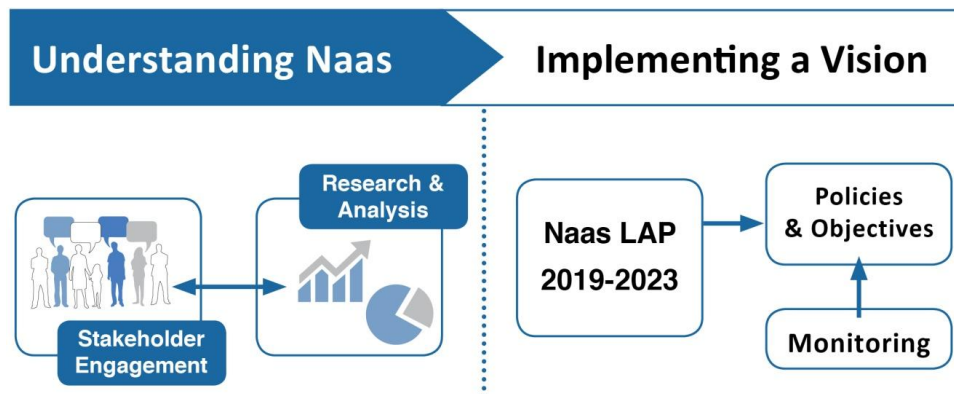 Understanding Naas
Implementing a Vision
Research &
Analysis
Stakeholder
Engagement
Naas LAP
2019-2023
Policies
& Objectives
Monitoring